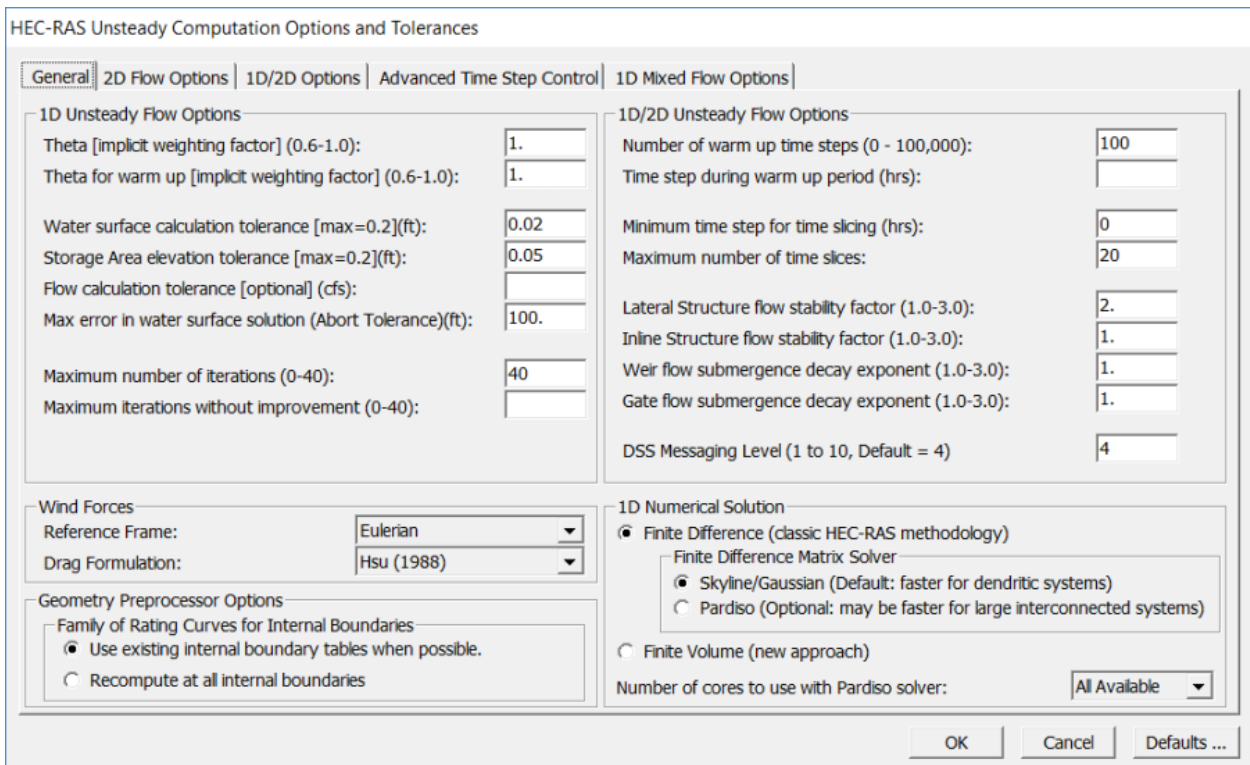 HEC-RAS Unsteady Computation Options and Tolerances
General 2D Flow Options 1D/2D Options Advanced Time Step Control 1D Mixed Flow Options
1D Unsteady Flow Options
Theta [implicit weighting factor] (0.6-1.0): 1.
Theta for warm up [implicit weighting factor] (0.6-1.0): 1.
Water surface calculation tolerance [max=0.2](ft): 0.02
Storage Area elevation tolerance [max=0.2](ft): 0.05
Flow calculation tolerance [optional] (cfs):
Max error in water surface solution (Abort Tolerance)(ft): 100.
Maximum number of iterations (0-40): 40
Maximum iterations without improvement (0-40):
1D/2D Unsteady Flow Options
Number of warm up time steps (0 - 100,000): 100
Time step during warm up period (hrs):
Minimum time step for time slicing (hrs): 0
Maximum number of time slices: 20
Lateral Structure flow stability factor (1.0-3.0): 2.
Inline Structure flow stability factor (1.0-3.0): 1.
Weir flow submergence decay exponent (1.0-3.0): 1.
Gate flow submergence decay exponent (1.0-3.0): 1.
DSS Messaging Level (1 to 10, Default = 4) 4
Wind Forces
Reference Frame: Eulerian
Drag Formulation: Hsu (1988)
Geometry Preprocessor Options
Family of Rating Curves for Internal Boundaries
Use existing internal boundary tables when possible.
Recompute at all internal boundaries
1D Numerical Solution
Finite Difference (classic HEC-RAS methodology)
Finite Difference Matrix Solver
Skyline/Gaussian (Default: faster for dendritic systems)
Pardiso (Optional: may be faster for large interconnected systems)
Finite Volume (new approach)
Number of cores to use with Pardiso solver: All Available
OK Cancel Defaults ...